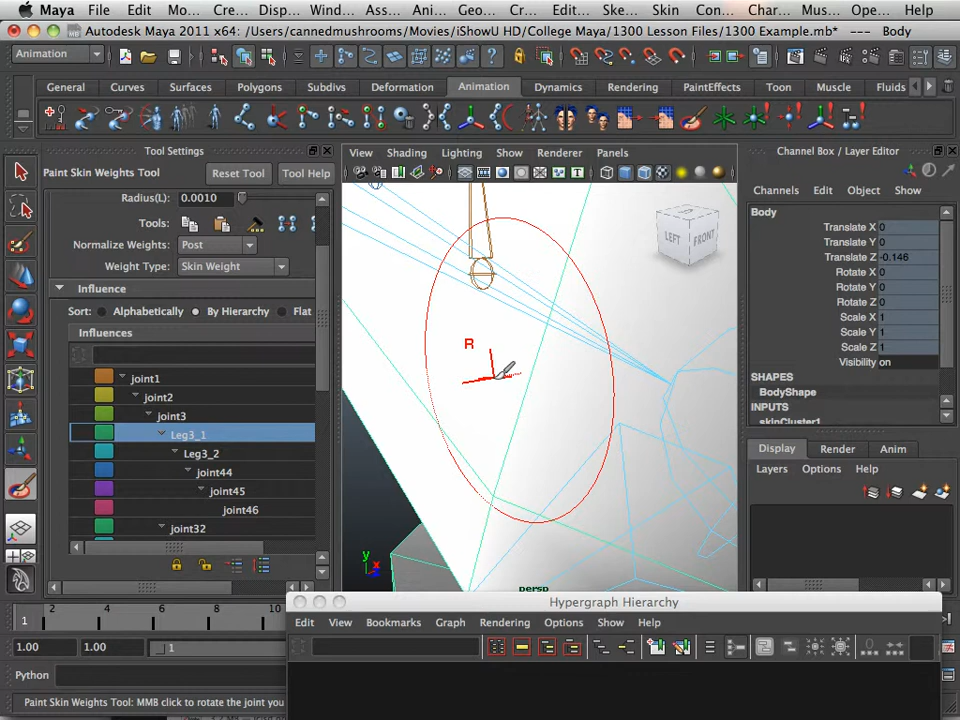 Maya File Edit Mo... Cre... Disp... Wind... Ass... Ani... Geo... Cr... Edit... Ske... Skin Con... Char... Mus... Ope... Help
Autodesk Maya 2011 x64: /Users/cannedmushrooms/Movies/iShowU HD/College Maya/1300 Lesson Files/1300 Example.mb* --- Body
Animation
General Curves Surfaces Polygons Subdivs Deformation Animation Dynamics Rendering PaintEffects Toon Muscle Fluids
Tool Settings
Paint Skin Weights Tool Reset Tool Tool Help
Radius(L): 0.0010
Tools:
Normalize Weights: Post
Weight Type: Skin Weight
Influence
Sort: Alphabetically By Hierarchy Flat
Influences
joint1
joint2
joint3
Leg3_1
Leg3_2
joint44
joint45
joint46
joint32
View Shading Lighting Show Renderer Panels
LEFT FRONT
R
y
x
z
persp
Channel Box / Layer Editor
Channels Edit Object Show
Body
Translate X 0
Translate Y 0
Translate Z -0.146
Rotate X 0
Rotate Y 0
Rotate Z 0
Scale X 1
Scale Y 1
Scale Z 1
Visibility on
SHAPES
BodyShape
INPUTS
skinCluster1
Display Render Anim
Layers Options Help
2 4 6 8 10
1
1.00 1.00 1
Python
Paint Skin Weights Tool: MMB click to rotate the joint you
Hypergraph Hierarchy
Edit View Bookmarks Graph Rendering Options Show Help